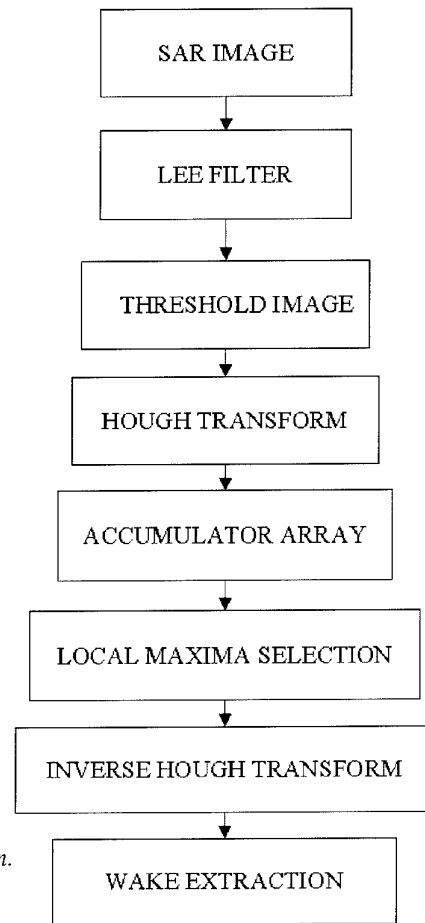 SAR IMAGE
LEE FILTER
THRESHOLD IMAGE
HOUGH TRANSFORM
ACCUMULATOR ARRAY
LOCAL MAXIMA SELECTION
INVERSE HOUGH TRANSFORM
n.
WAKE EXTRACTION